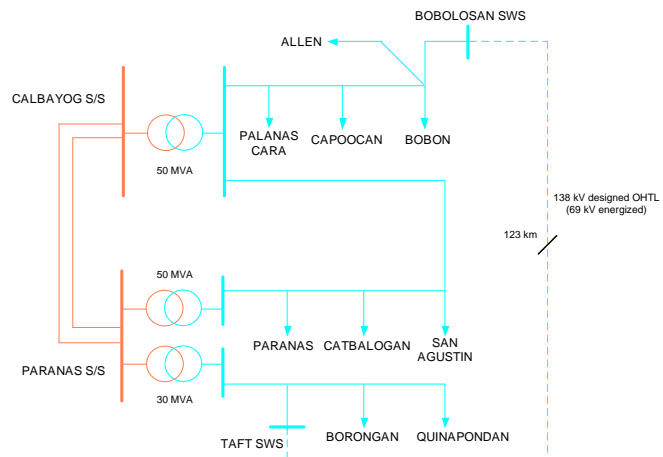 BOBOLOSAN SWS
ALLEN
CALBAYOG S/S
PALANAS
CARA
CAPOOCAN
BOBON
50 MVA
138 kV designed OHTL
(69 kV energized)
123 km
50 MVA
PARANAS
CATBALOGAN
SAN
AGUSTIN
PARANAS S/S
30 MVA
TAFT SWS
BORONGAN
QUINAPONDAN